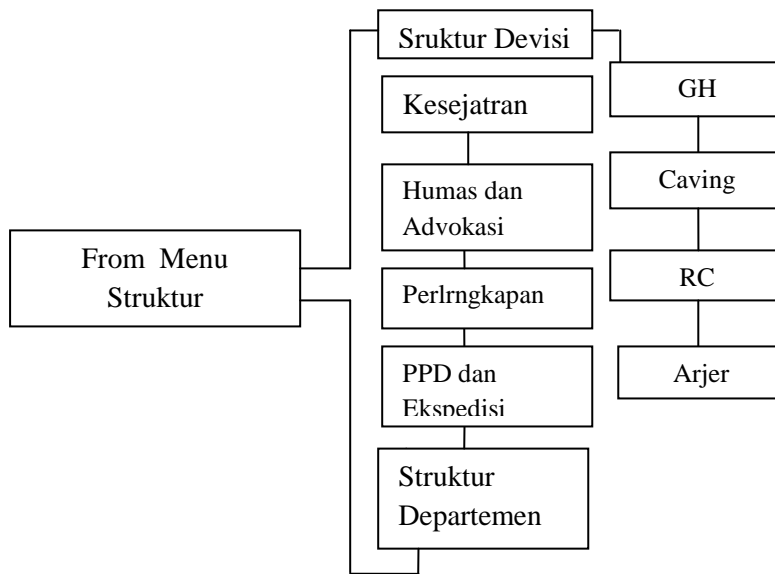 Sruktur Devisi
GH
Kesejatran
Caving
Humas dan
Advokasi
From Menu
Struktur
RC
Perlrngkapan
Arjer
PPD dan
Ekspedisi
Struktur
Departemen